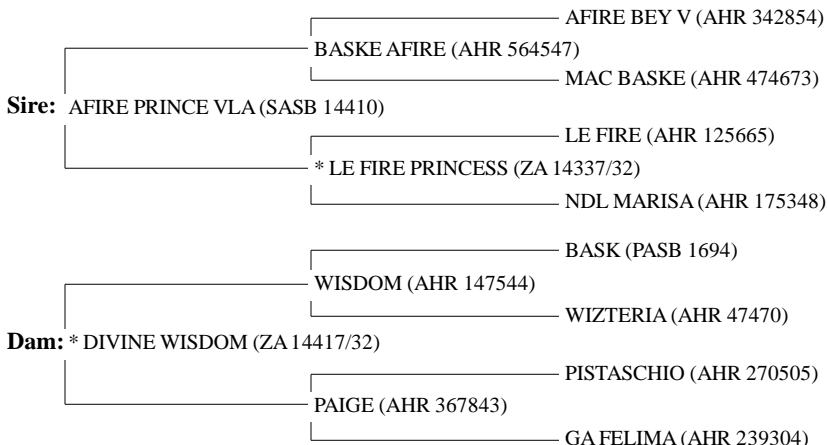 AFIRE BEY V (AHR 342854)
BASKE AFIRE (AHR 564547)
MAC BASKE (AHR 474673)
Sire: AFIRE PRINCE VLA (SASB 14410)
LE FIRE (AHR 125665)
* LE FIRE PRINCESS (ZA 14337/32)
NDL MARISA (AHR 175348)
BASK (PASB 1694)
WISDOM (AHR 147544)
WIZTERIA (AHR 47470)
Dam: * DIVINE WISDOM (ZA 14417/32)
PISTASCHIO (AHR 270505)
PAIGE (AHR 367843)
GA FELIMA (AHR 239304)